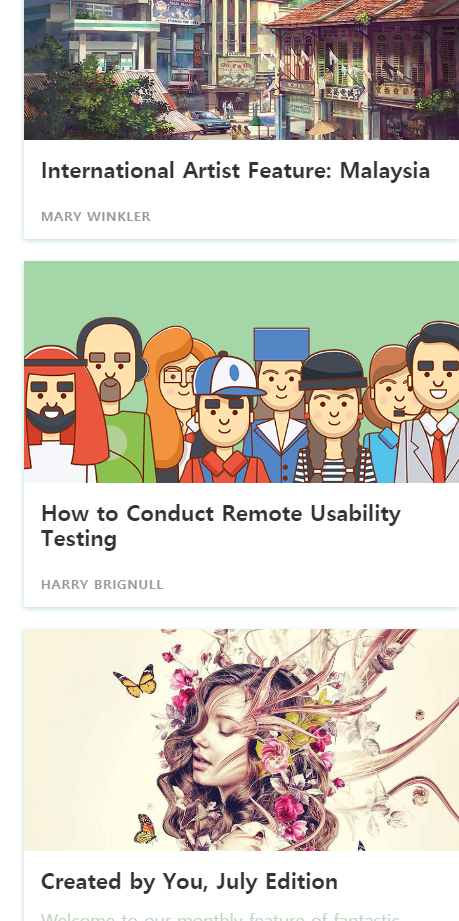 International Artist Feature: Malaysia
MARY WINKLER
How to Conduct Remote Usability
Testing
HARRY BRIGNULL
Created by You, July Edition
Welcome to our monthly feature of fantastic